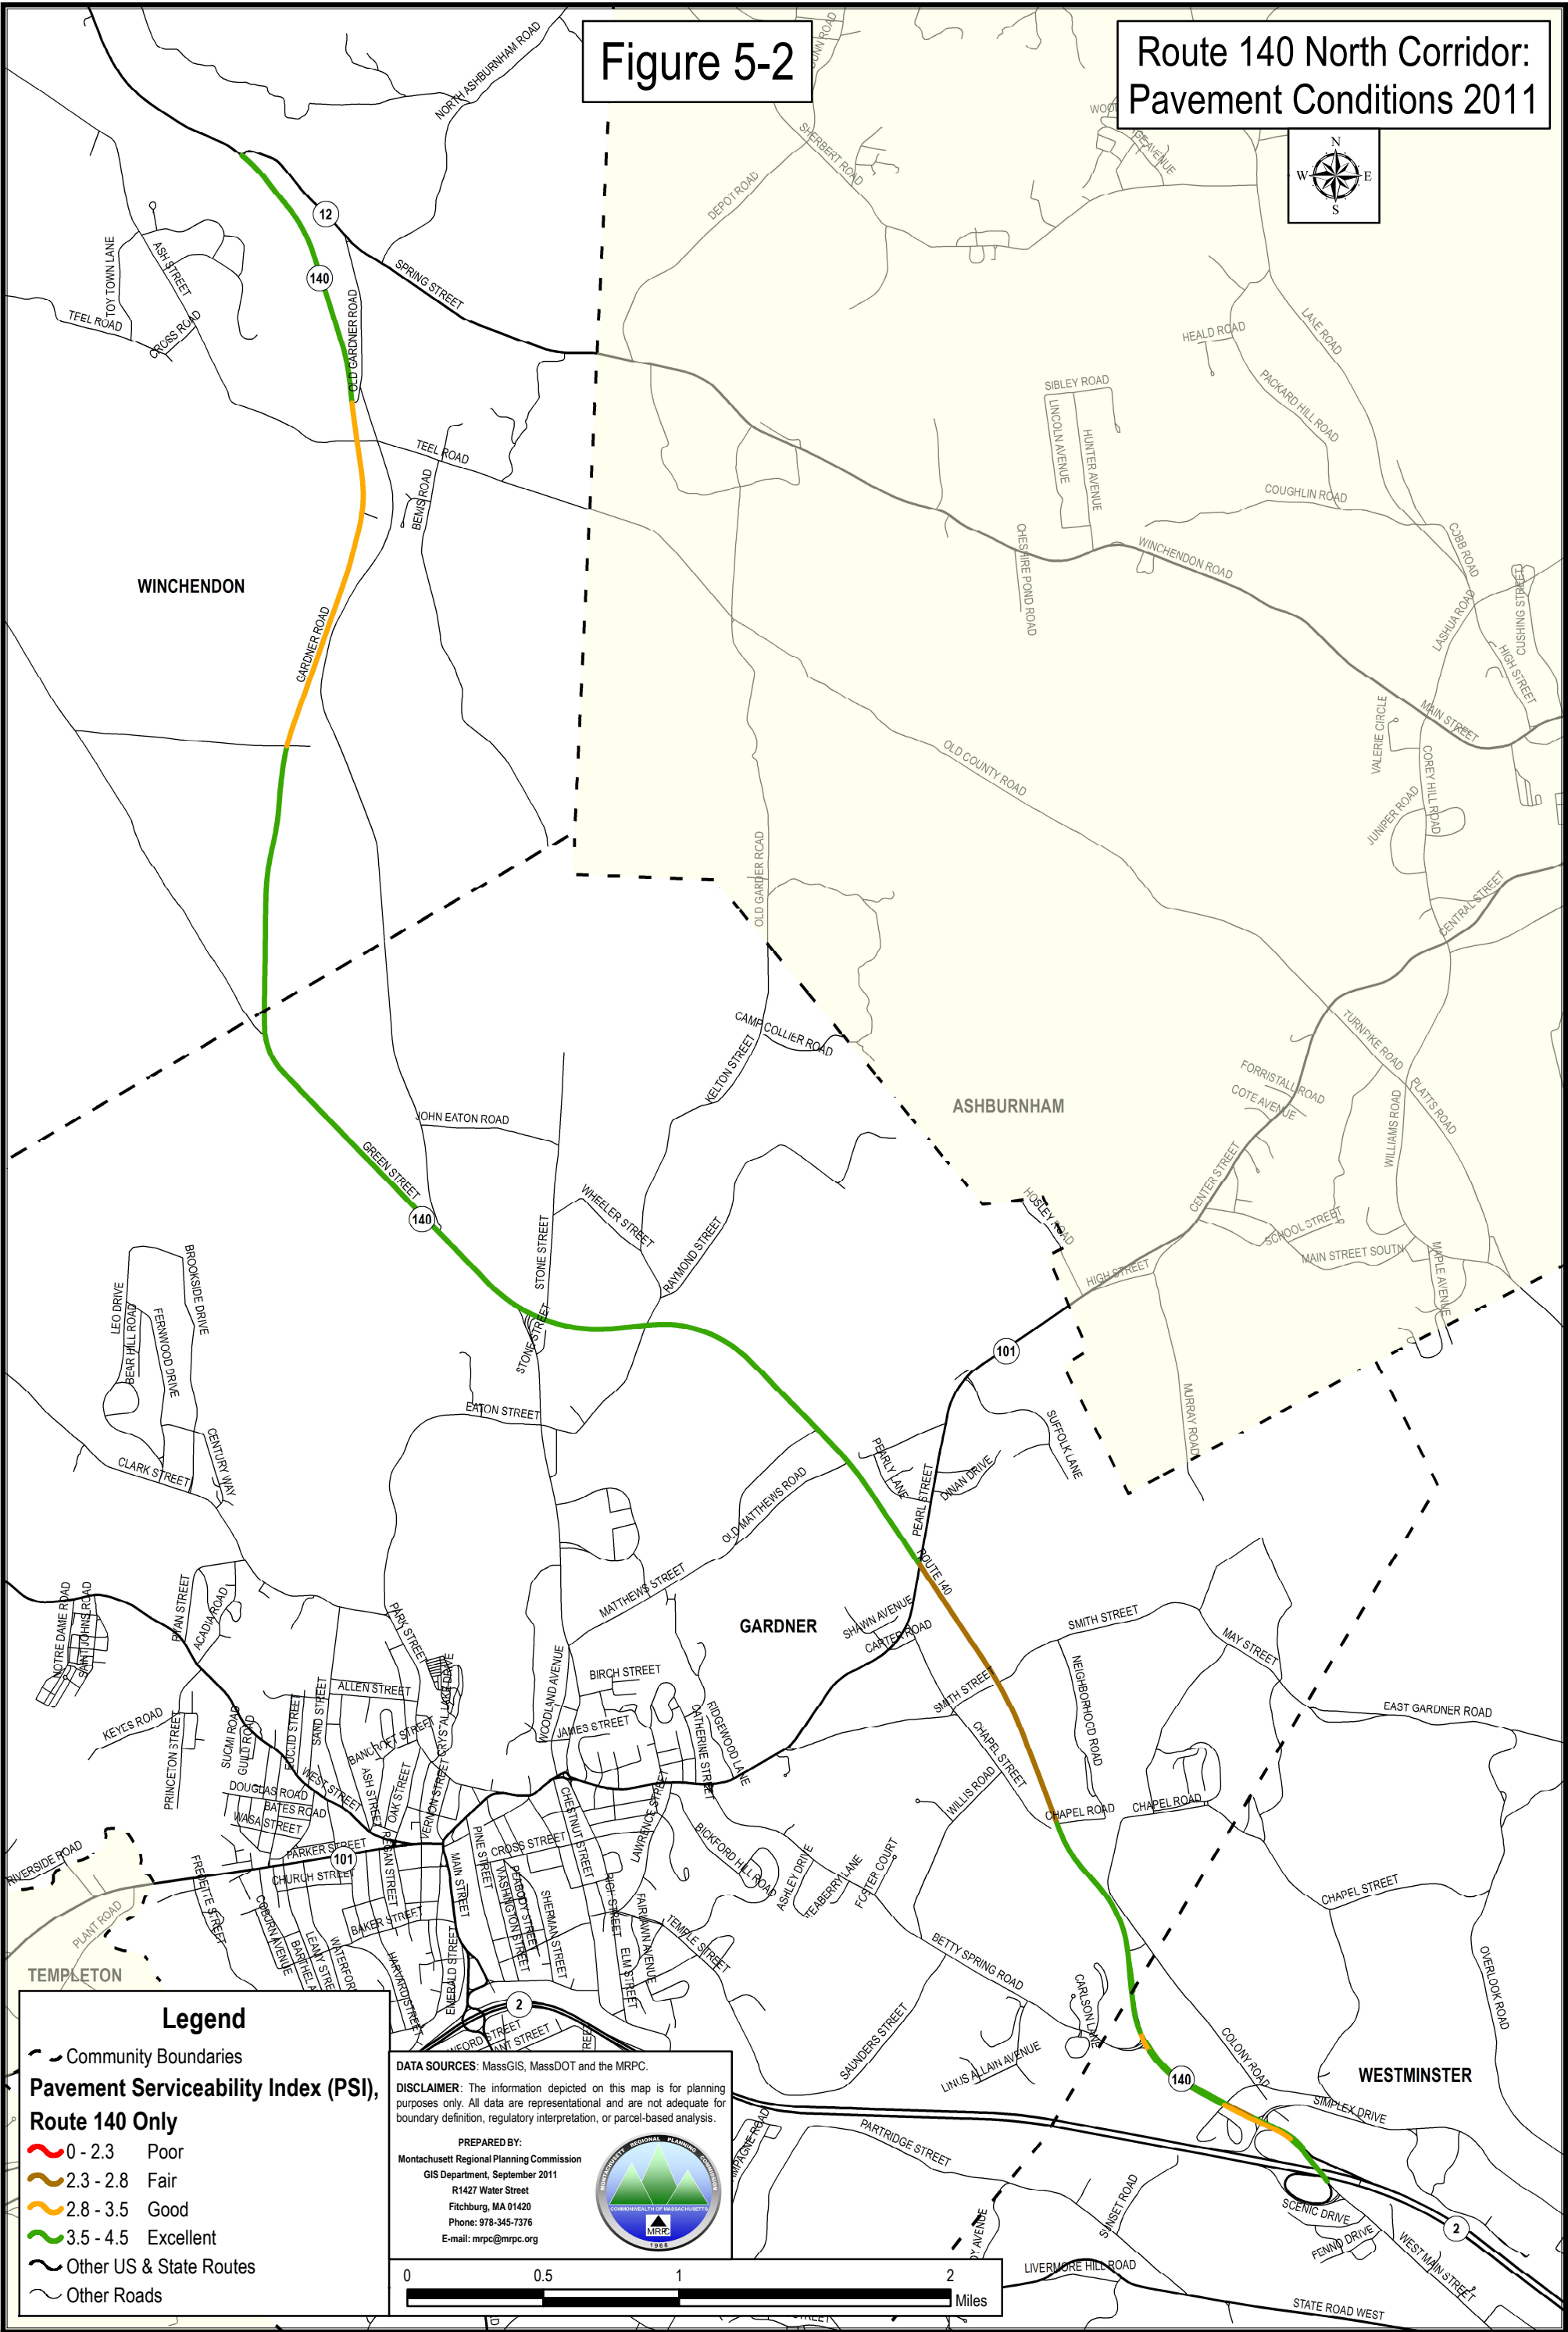 Figure 5-2
Route 140 North Corridor:
Pavement Conditions 2011
N
W
E
S
NORTH ASHBURNHAM ROAD
SHERBERT ROAD
DEPOT ROAD
12
140
SPRING STREET
TOY TOWN LANE
ASH STREET
OLD GARDNER ROAD
TEEL ROAD
CROSS ROAD
LANE ROAD
HEALD ROAD
PACKARD HILL ROAD
SIBLEY ROAD
LINCOLN AVENUE
HUNTER AVENUE
TEEL ROAD
BEMIS ROAD
COUGHLIN ROAD
CHESHIRE POND ROAD
WINCHENDON ROAD
COBB ROAD
CUSHING STREET
LASHUA ROAD
HIGH STREET
WINCHENDON
GARDNER ROAD
MAIN STREET
VALERIE CIRCLE
COREY HILL ROAD
OLD COUNTY ROAD
JUNIPER ROAD
OLD GARDER ROAD
CENTRAL STREET
CAMP COLLIER ROAD
KELTON STREET
TURNPIKE ROAD
PLATTS ROAD
FORRISTALL ROAD
COTE AVENUE
WILLIAMS ROAD
ASHBURNHAM
JOHN EATON ROAD
GREEN STREET
140
CENTER STREET
WHEELER STREET
STONE STREET
RAYMOND STREET
HOSLEY ROAD
SCHOOL STREET
MAIN STREET SOUTH
MAPLE AVENUE
HIGH STREET
BROOKSIDE DRIVE
LEO DRIVE
BEAR HILL ROAD
FERNWOOD DRIVE
STONE STREET
101
MURRAY ROAD
EATON STREET
SUFFOLK LANE
CENTURY WAY
CLARK STREET
PEARLY LANE
PEARL STREET
DINAN DRIVE
OLD MATTHEWS ROAD
ROUTE 140
MATTHEWS STREET
NOTRE DAME ROAD
SAINT JOHNS ROAD
RYAN STREET
ACADIA ROAD
PARK STREET
GARDNER
SHAWN AVENUE
CARTER ROAD
SMITH STREET
MAY STREET
EAST GARDNER ROAD
NEIGHBORHOOD ROAD
SMITH STREET
BIRCH STREET
WOODLAND AVENUE
JAMES STREET
CATHERINE STREET
RIDGEWOOD LANE
ALLEN STREET
CRYSTAL LAKE DRIVE
KEYES ROAD
PRINCETON STREET
SUCMI ROAD
GUILD ROAD
EUCLID STREET
SAND STREET
BANCROFT STREET
WEST STREET
ASH STREET
OAK STREET
VERNON STREET
DOUGLAS ROAD
BATES ROAD
WASA STREET
CHAPEL STREET
WILLIS ROAD
CHAPEL ROAD
CHAPEL ROAD
CHAPEL STREET
RIVERSIDE ROAD
PLANT ROAD
TEMPLETON
PARKER STREET
101
CHURCH STREET
REGAN STREET
FREDETTE STREET
COBURN AVENUE
LEAMY STREET
BAKER STREET
HARVARD STREET
MAIN STREET
EMERALD STREET
PINE STREET
CROSS STREET
WASHINGTON STREET
PEABODY STREET
SHERMAN STREET
CHESTNUT STREET
RICH STREET
ELM STREET
LAWRENCE STREET
FAIRLAWN AVENUE
TEMPLE STREET
BICKFORD HILL ROAD
ASHLEY DRIVE
TEABERRY LANE
FOSTER COURT
BETTY SPRING ROAD
SAUNDERS STREET
LINUS ALLAIN AVENUE
CARLSON LANE
140
COLONY ROAD
OVERLOOK ROAD
WESTMINSTER
SIMPLEX DRIVE
2
PARTRIDGE STREET
SUNSET ROAD
SCENIC DRIVE
FENNO DRIVE
WEST MAIN STREET
2
LIVERMORE HILL ROAD
STATE ROAD WEST
Legend
Community Boundaries
Pavement Serviceability Index (PSI),
Route 140 Only
0 - 2.3 Poor
2.3 - 2.8 Fair
2.8 - 3.5 Good
3.5 - 4.5 Excellent
Other US & State Routes
Other Roads
DATA SOURCES: MassGIS, MassDOT and the MRPC.
DISCLAIMER: The information depicted on this map is for planning
purposes only. All data are representational and are not adequate for
boundary definition, regulatory interpretation, or parcel-based analysis.
PREPARED BY:
Montachusett Regional Planning Commission
GIS Department, September 2011
R1427 Water Street
Fitchburg, MA 01420
Phone: 978-345-7376
E-mail: mrpc@mrpc.org
MONTACHUSETT REGIONAL PLANNING COMMISSION
COMMONWEALTH OF MASSACHUSETTS
MRPC
1968
0 0.5 1 2
Miles